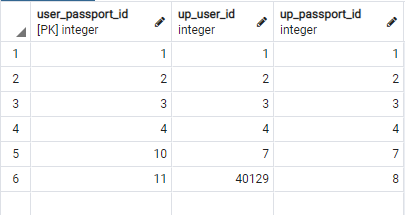 user_passport_id up_user_id up_passport_id
[PK] integer integer integer
1 1 1 1
2 2 2 2
3 3 3 3
4 4 4 4
5 10 7 7
6 11 40129 8